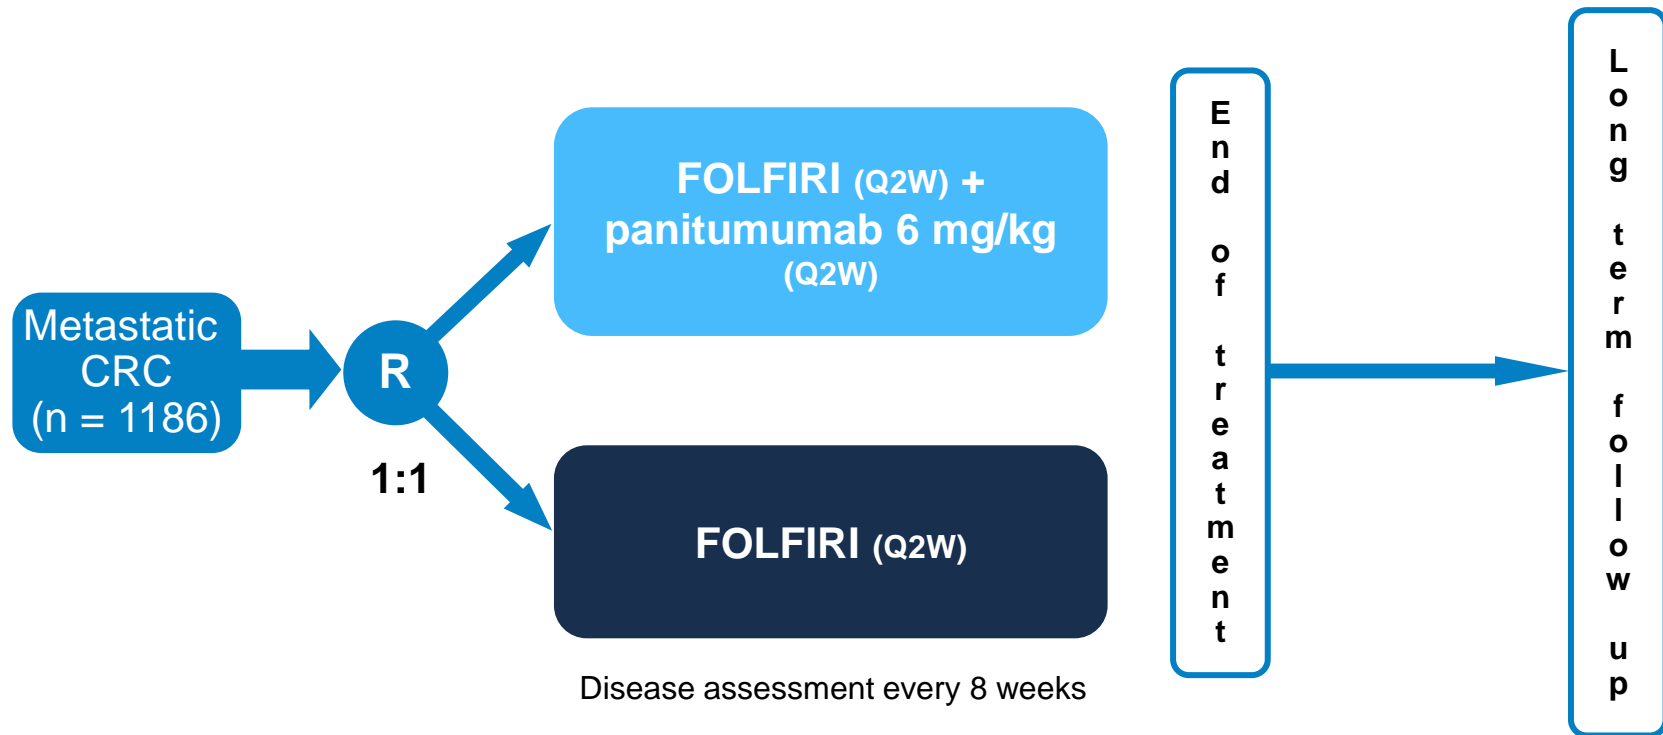 Metastatic
CRC
(n = 1186)
R
1:1
FOLFIRI (Q2W) +
panitumumab 6 mg/kg
(Q2W)
FOLFIRI (Q2W)
Disease assessment every 8 weeks
End of treatment
Long term follow up